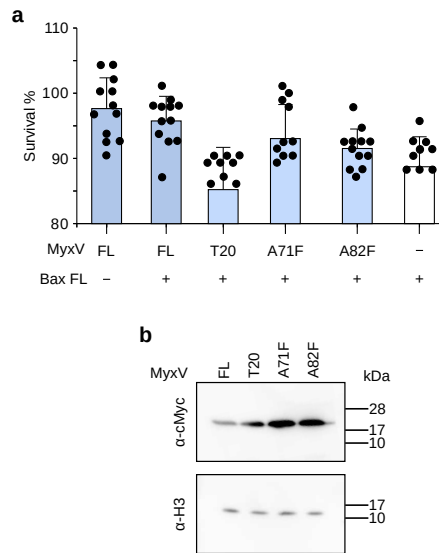 a
Survival %
110
100
90
80
MyxV FL FL T20 A71F A82F –
Bax FL – + + + + +
b
MyxV FL T20 A71F A82F kDa
α-cMyc
28
17
10
α-H3
17
10